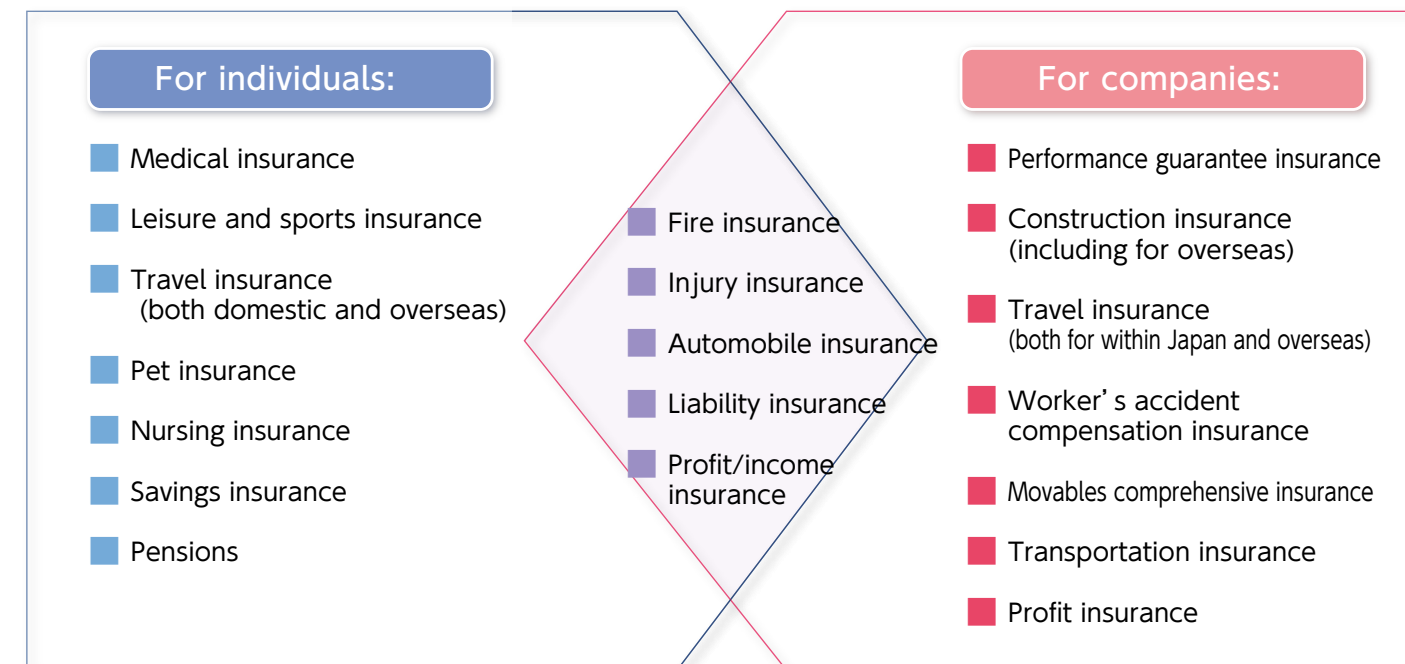 For individuals:
Medical insurance
Leisure and sports insurance
Travel insurance
(both domestic and overseas)
Pet insurance
Nursing insurance
Savings insurance
Pensions
Fire insurance
Injury insurance
Automobile insurance
Liability insurance
Profit/income
insurance
For companies:
Performance guarantee insurance
Construction insurance
(including for overseas)
Travel insurance
(both for within Japan and overseas)
Worker’s accident
compensation insurance
Movables comprehensive insurance
Transportation insurance
Profit insurance